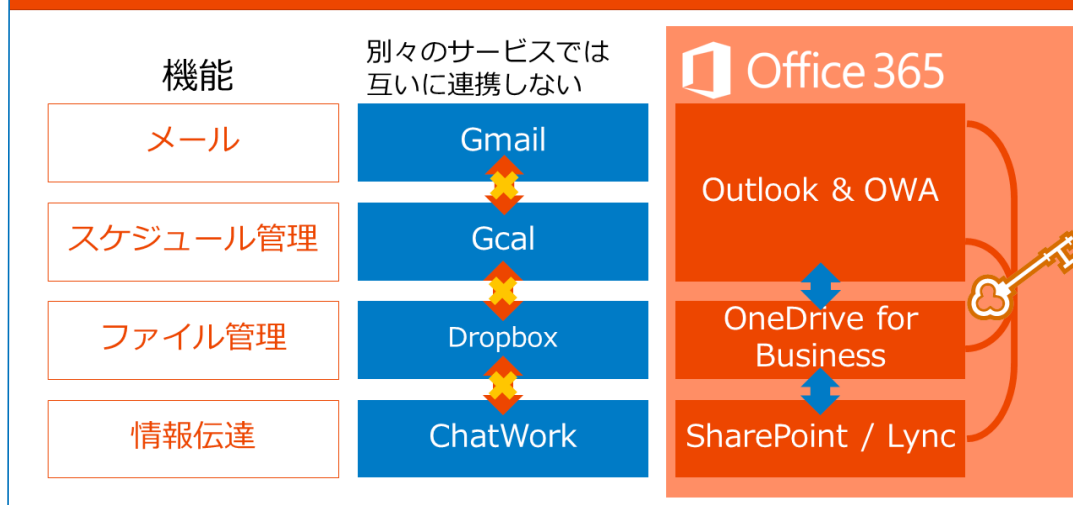 機能
別々のサービスでは
互いに連携しない
Office 365
メール
Gmail
Outlook & OWA
スケジュール管理
Gcal
ファイル管理
Dropbox
OneDrive for
Business
情報伝達
ChatWork
SharePoint / Lync